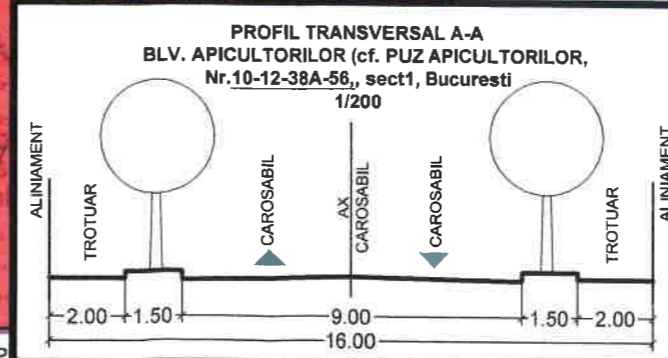 PROFIL TRANSVERSAL A-A
BLV. APICULTORILOR (cf. PUZ APICULTORILOR,
Nr.10-12-38A-56,, sect1, Bucuresti
1/200
ALINIAMENT
TROTUAR
CAROSABIL
AX
CAROSABIL
CAROSABIL
TROTUAR
ALINIAMENT
2.00 1.50 9.00 1.50 2.00
16.00